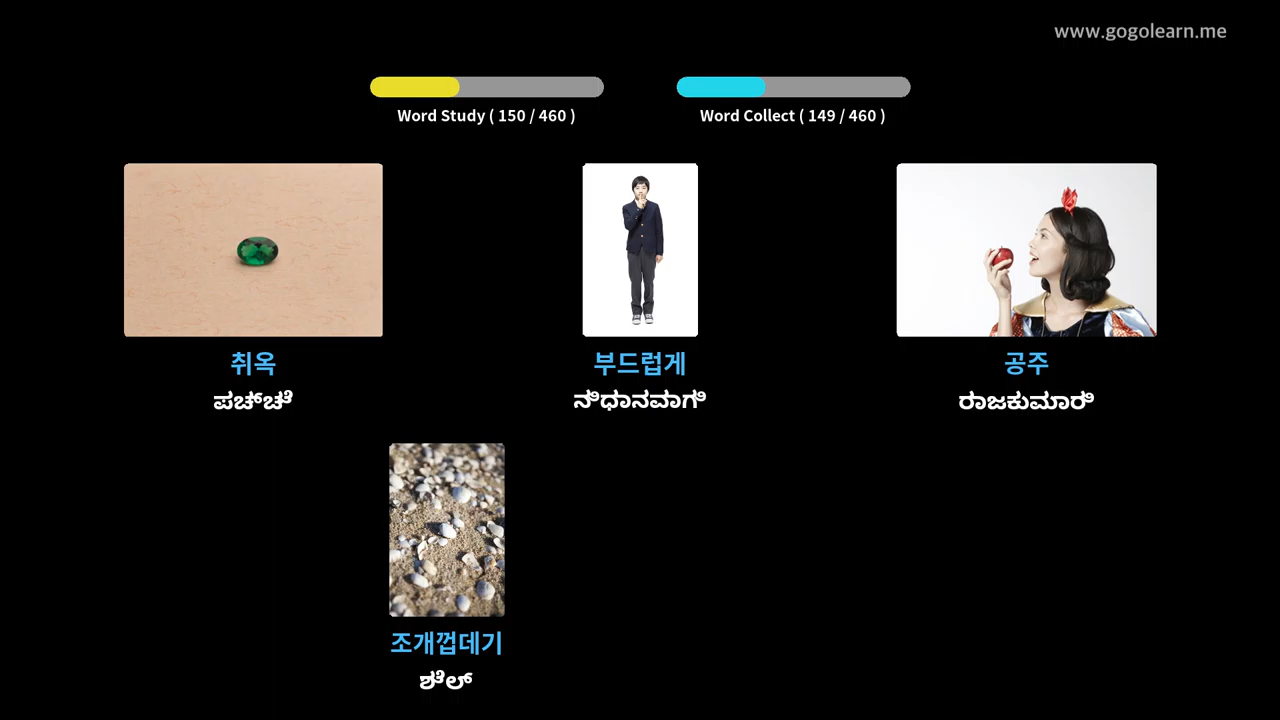 www.gogolearn.me
Word Study ( 150 / 460 )
Word Collect ( 149 / 460 )
취옥
ಪಚ್ಚೆ
부드럽게
ನಿಧಾನವಾಗಿ
공주
ರಾಜಕುಮಾರಿ
조개껍데기
ಶೆಲ್